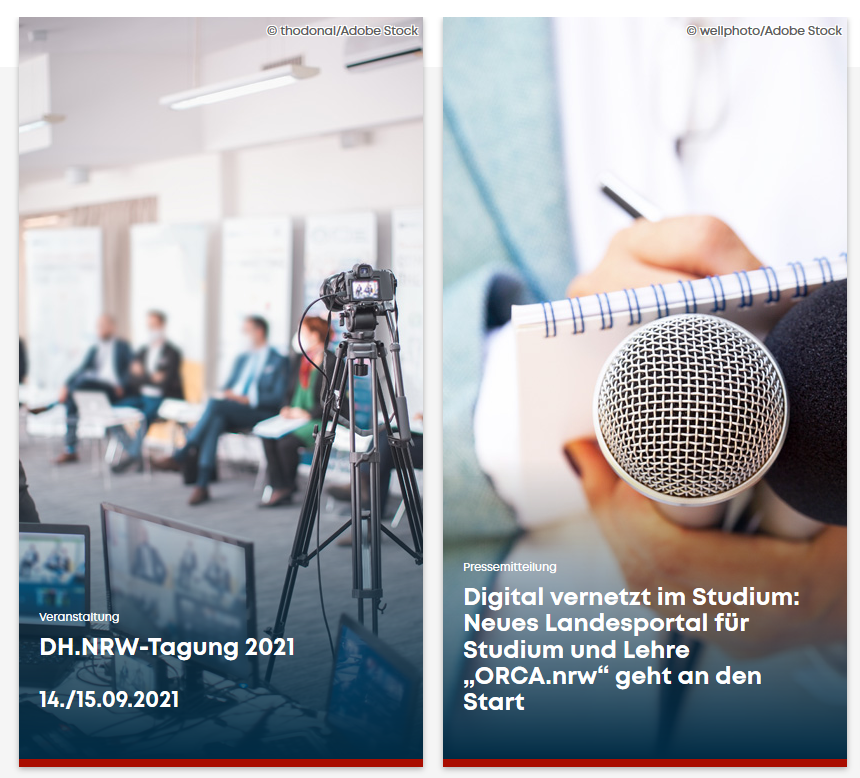 © thodonal/Adobe Stock
Veranstaltung
DH.NRW-Tagung 2021
14./15.09.2021
© wellphoto/Adobe Stock
Pressemitteilung
Digital vernetzt im Studium:
Neues Landesportal für
Studium und Lehre
„ORCA.nrw“ geht an den
Start